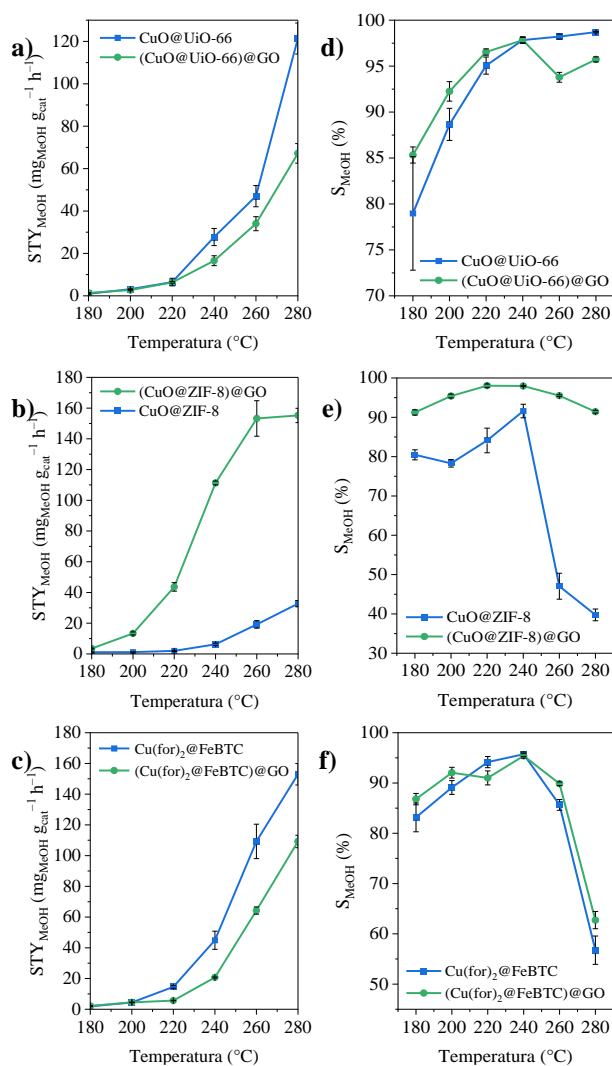 a)
CuO@UiO-66
(CuO@UiO-66)@GO
STY_MeOH (mg_MeOH g_cat⁻¹ h⁻¹)
120
100
80
60
40
20
0
180 200 220 240 260 280
Temperatura (°C)
d)
CuO@UiO-66
(CuO@UiO-66)@GO
S_MeOH (%)
100
95
90
85
80
75
70
180 200 220 240 260 280
Temperatura (°C)
b)
(CuO@ZIF-8)@GO
CuO@ZIF-8
STY_MeOH (mg_MeOH g_cat⁻¹ h⁻¹)
180
160
140
120
100
80
60
40
20
0
180 200 220 240 260 280
Temperatura (°C)
e)
CuO@ZIF-8
(CuO@ZIF-8)@GO
S_MeOH (%)
100
90
80
70
60
50
40
30
180 200 220 240 260 280
Temperatura (°C)
c)
Cu(for)₂@FeBTC
(Cu(for)₂@FeBTC)@GO
STY_MeOH (mg_MeOH g_cat⁻¹ h⁻¹)
180
160
140
120
100
80
60
40
20
0
180 200 220 240 260 280
Temperatura (°C)
f)
Cu(for)₂@FeBTC
(Cu(for)₂@FeBTC)@GO
S_MeOH (%)
100
90
80
70
60
50
180 200 220 240 260 280
Temperatura (°C)